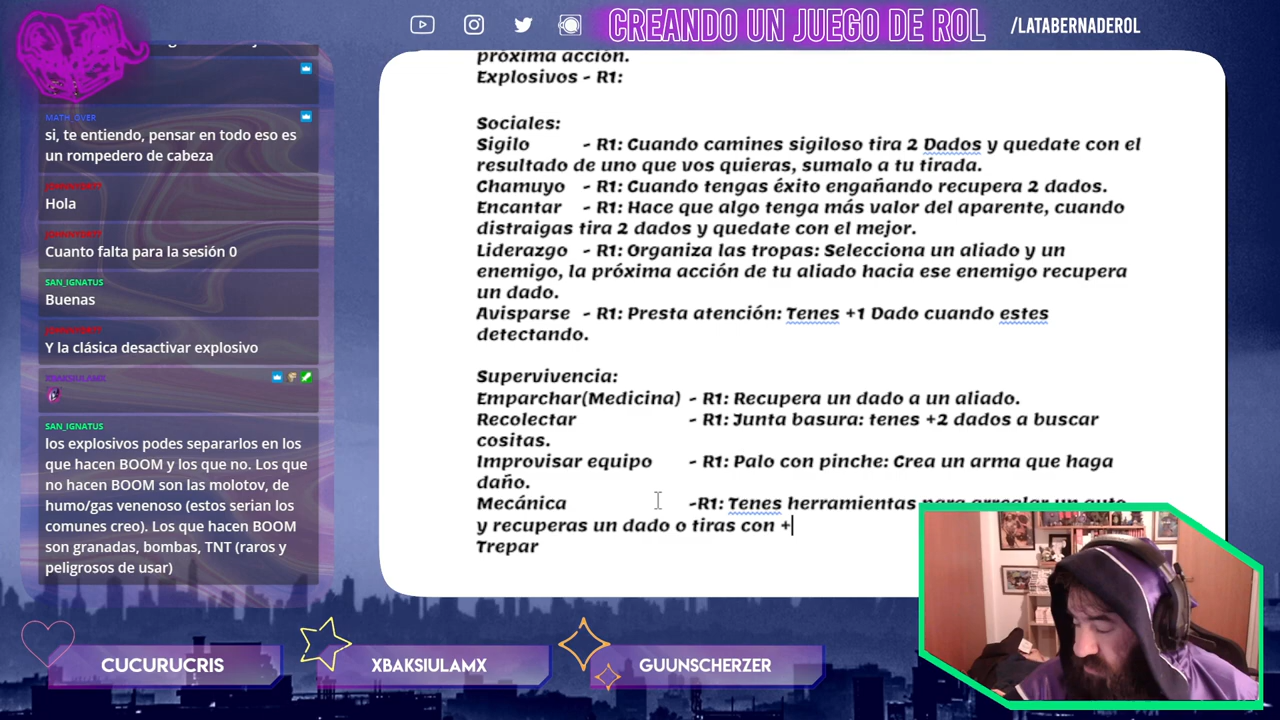 CREANDO UN JUEGO DE ROL
/LATABERNADEROL
MATH_OVER
si, te entiendo, pensar en todo eso es
un rompedero de cabeza
Hola
Cuanto falta para la sesión 0
SAN_IGNATUS
Buenas
Y la clásica desactivar explosivo
SAN_IGNATUS
los explosivos podes separarlos en los
que hacen BOOM y los que no. Los que
no hacen BOOM son las molotov, de
humo/gas venenoso (estos serian los
comunes creo). Los que hacen BOOM
son granadas, bombas, TNT (raros y
peligrosos de usar)
próxima acción.
Explosivos - R1:
Sociales:
Sigilo - R1: Cuando camines sigiloso tira 2 Dados y quedate con el
resultado de uno que vos quieras, sumalo a tu tirada.
Chamuyo - R1: Cuando tengas éxito engañando recupera 2 dados.
Encantar - R1: Hace que algo tenga más valor del aparente, cuando
distraigas tira 2 dados y quedate con el mejor.
Liderazgo - R1: Organiza las tropas: Selecciona un aliado y un
enemigo, la próxima acción de tu aliado hacia ese enemigo recupera
un dado.
Avisparse - R1: Presta atención: Tenes +1 Dado cuando estes
detectando.
Supervivencia:
Emparchar(Medicina) - R1: Recupera un dado a un aliado.
Recolectar - R1: Junta basura: tenes +2 dados a buscar
cositas.
Improvisar equipo - R1: Palo con pinche: Crea un arma que haga
daño.
Mecánica -R1: Tenes herramientas para arreglar un auto
y recuperas un dado o tiras con +
Trepar
CUCURUCRIS
XBAKSIULAMX
GUUNSCHERZER